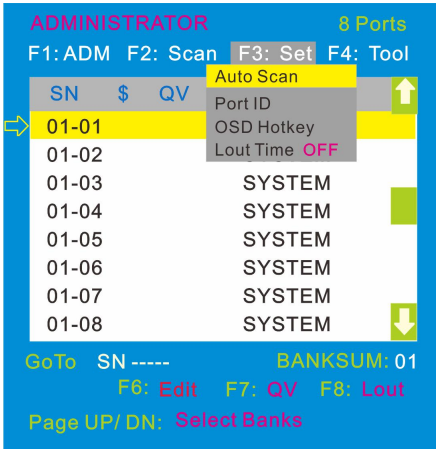 ADMINISTRATOR 8 Ports
F1: ADM F2: Scan F3: Set F4: Tool
SN $ QV
Auto Scan
Port ID
OSD Hotkey
Lout Time OFF
01-01
01-02
01-03 SYSTEM
01-04 SYSTEM
01-05 SYSTEM
01-06 SYSTEM
01-07 SYSTEM
01-08 SYSTEM
GoTo SN ----- BANKSUM: 01
F6: Edit F7: QV F8: Lout
Page UP/ DN: Select Banks